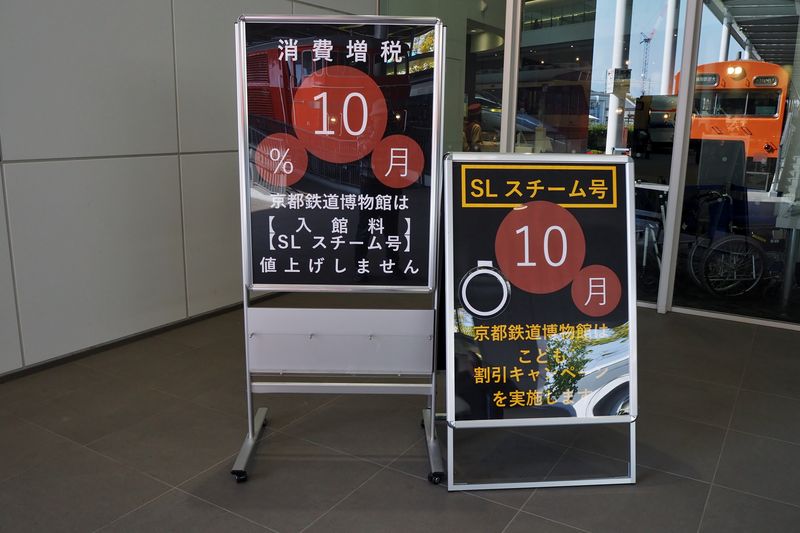 消費増税
10
% 月
京都鉄道博物館は
【入館料】
【SL スチーム号】
値上げしません
SL スチーム号
10
月
京都鉄道博物館は
こども
割引キャンペーン
を実施します